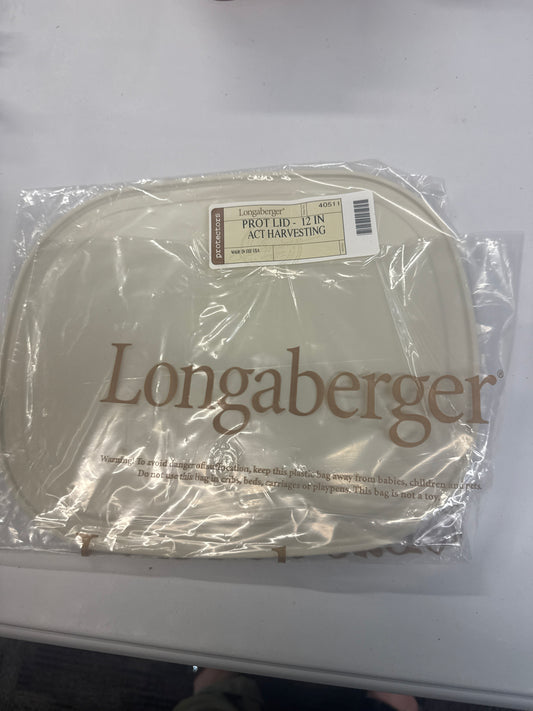 protectors
Longaberger®
40511
PROT LID - 12 IN
ACT HARVESTING
MADE IN THE USA
Longaberger®
Warning: To avoid danger of suffocation, keep this plastic bag away from babies, children and pets.
Do not use this bag in cribs, beds, carriages or playpens. This bag is not a toy.